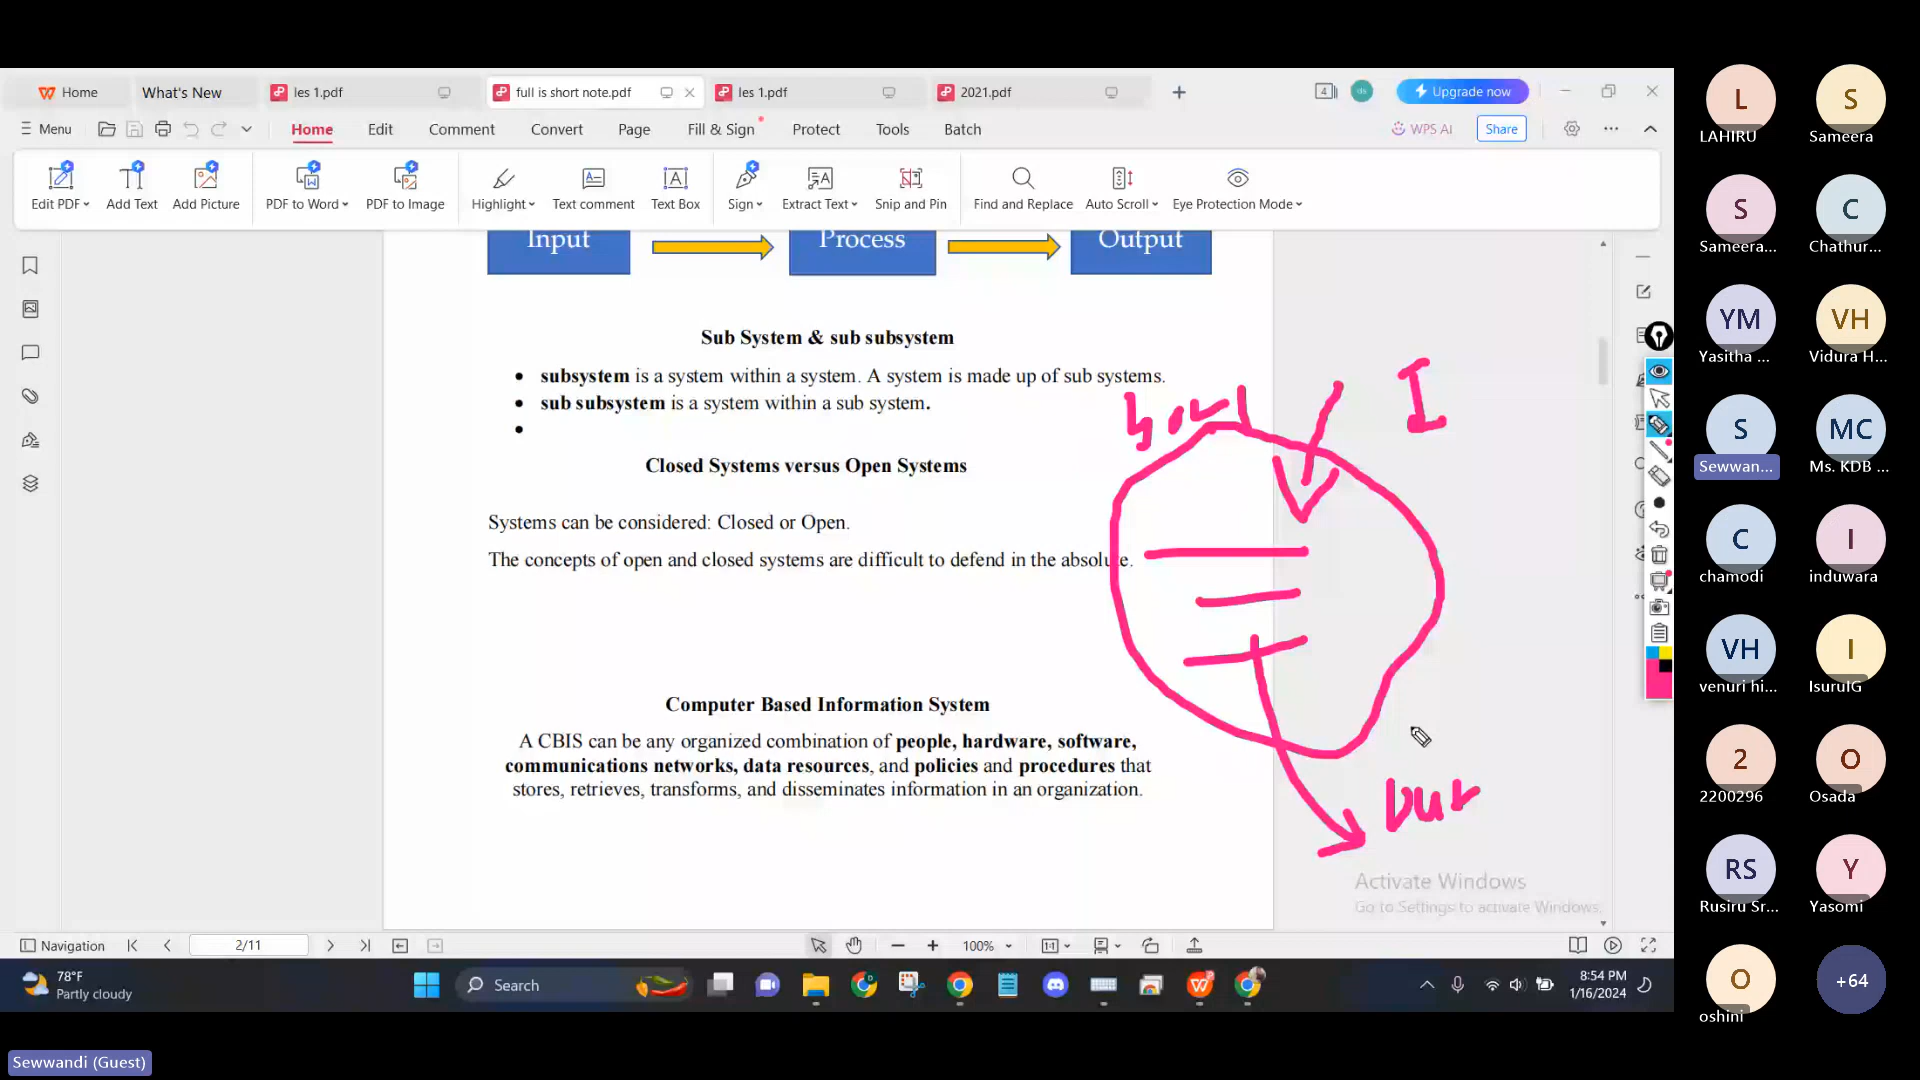 Home
What's New
les 1.pdf
full is short note.pdf
les 1.pdf
2021.pdf
4
Upgrade now
Menu
Home
Edit
Comment
Convert
Page
Fill & Sign
Protect
Tools
Batch
WPS AI
Share
Edit PDF
Add Text
Add Picture
PDF to Word
PDF to Image
Highlight
Text comment
Text Box
Sign
Extract Text
Snip and Pin
Find and Replace
Auto Scroll
Eye Protection Mode
Input
Process
Output
Sub System & sub subsystem
• subsystem is a system within a system. A system is made up of sub systems.
• sub subsystem is a system within a sub system.
•
Closed Systems versus Open Systems
Systems can be considered: Closed or Open.
The concepts of open and closed systems are difficult to defend in the absolute.
Computer Based Information System
A CBIS can be any organized combination of people, hardware, software,
communications networks, data resources, and policies and procedures that
stores, retrieves, transforms, and disseminates information in an organization.
I
Activate Windows
Go to Settings to activate Windows.
Navigation
2/11
100%
78°F
Partly cloudy
Search
8:54 PM
1/16/2024
L
LAHIRU
S
Sameera
S
Sameera...
C
Chathur...
YM
Yasitha ...
VH
Vidura H...
S
Sewwan...
MC
Ms. KDB ...
C
chamodi
I
induwara
VH
venuri hi...
I
IsuruIG
2
2200296
O
Osada
RS
Rusiru Sr...
Y
Yasomi
O
oshini
+64
Sewwandi (Guest)